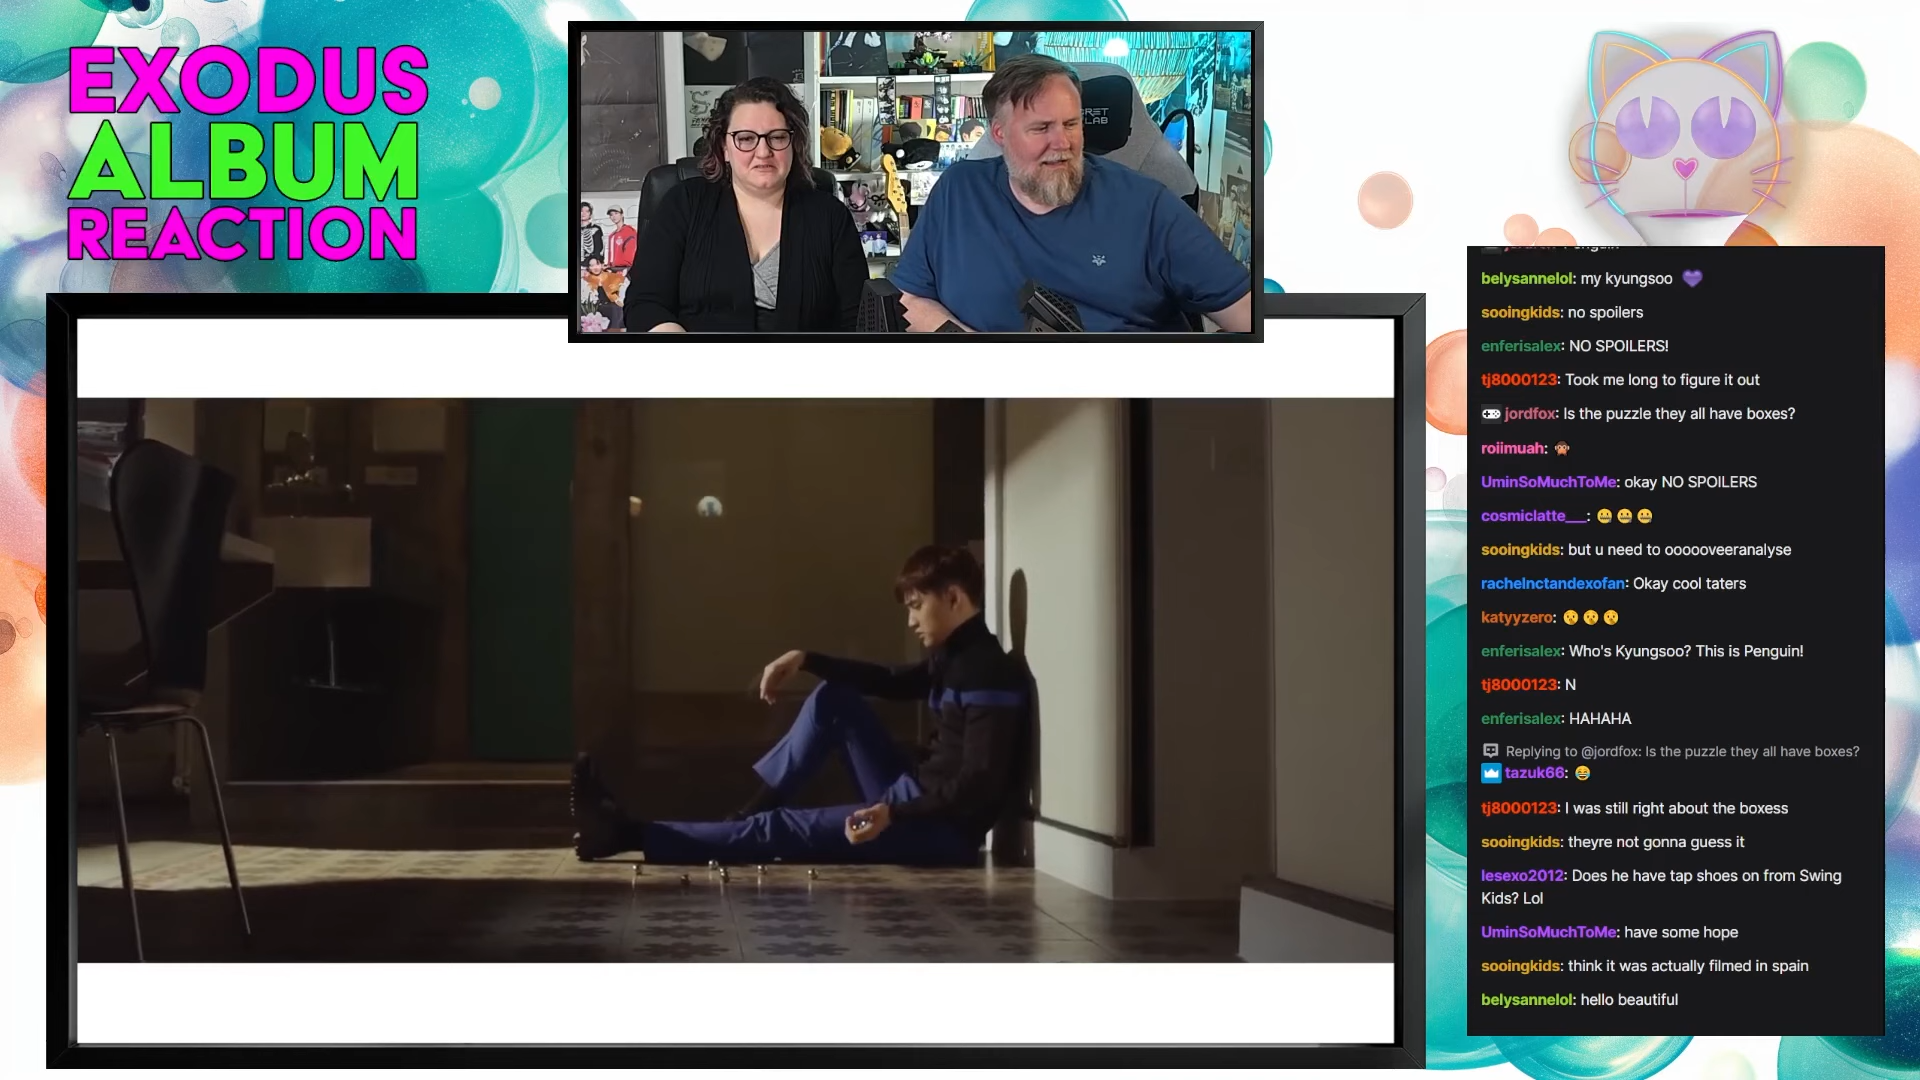 EXODUS
ALBUM
REACTION
SECRET
LAB
belysannelol: my kyungsoo 💜
sooingkids: no spoilers
enferisalex: NO SPOILERS!
tj8000123: Took me long to figure it out
jordfox: Is the puzzle they all have boxes?
roiimuah: 🙊
UminSoMuchToMe: okay NO SPOILERS
cosmiclatte__: 🤐 🤐 🤐
sooingkids: but u need to oooooveeranalyse
rachelnctandexofan: Okay cool taters
katyyzero: 🤫 🤫 🤫
enferisalex: Who's Kyungsoo? This is Penguin!
tj8000123: N
enferisalex: HAHAHA
Replying to @jordfox: Is the puzzle they all have boxes?
tazuk66: 😂
tj8000123: I was still right about the boxess
sooingkids: theyre not gonna guess it
lesexo2012: Does he have tap shoes on from Swing
Kids? Lol
UminSoMuchToMe: have some hope
sooingkids: think it was actually filmed in spain
belysannelol: hello beautiful